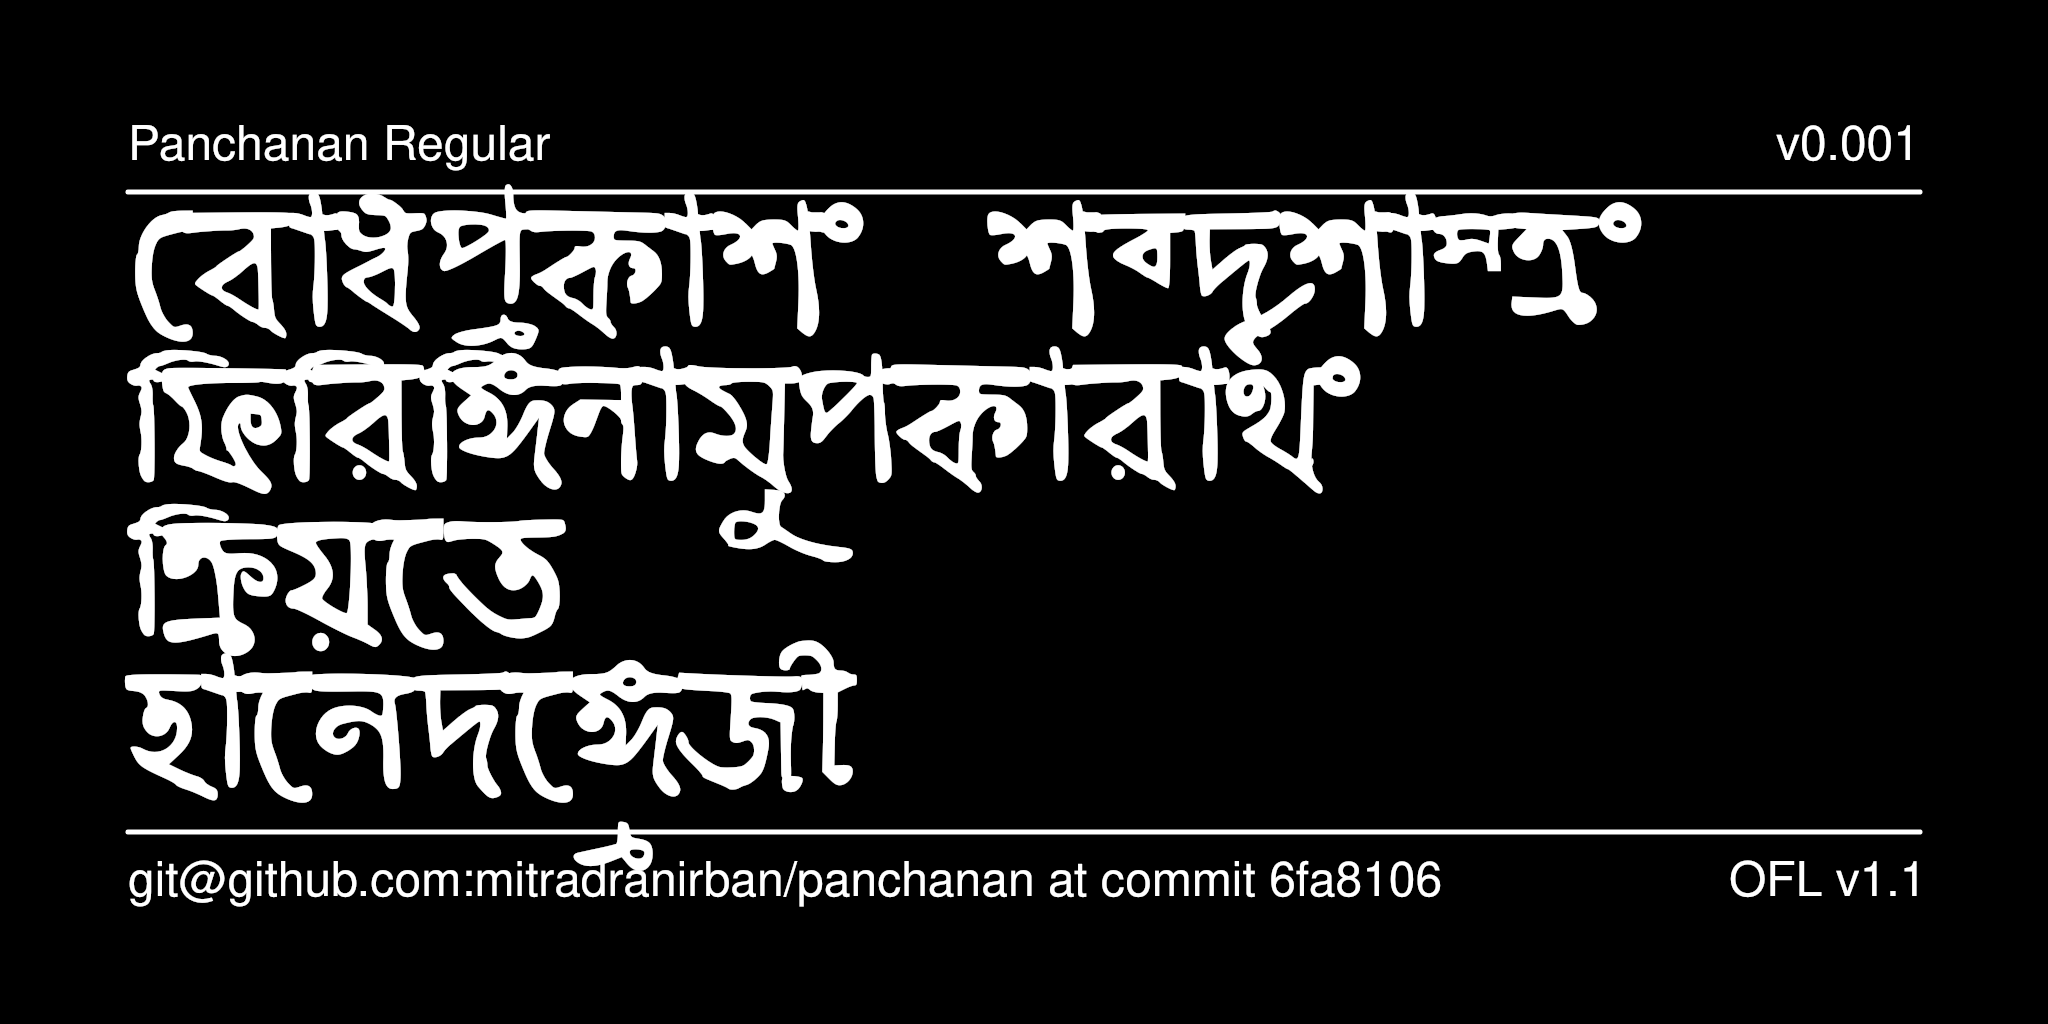 Panchanan Regular
v0.001
বোধপ্রকাশং শব্দশাস্ত্রং
ফিরিঙ্গিনামুপকারার্থং
ক্রিয়তে
হালেদঙ্গ্রেজী
git@github.com:mitradranirban/panchanan at commit 6fa8106
OFL v1.1